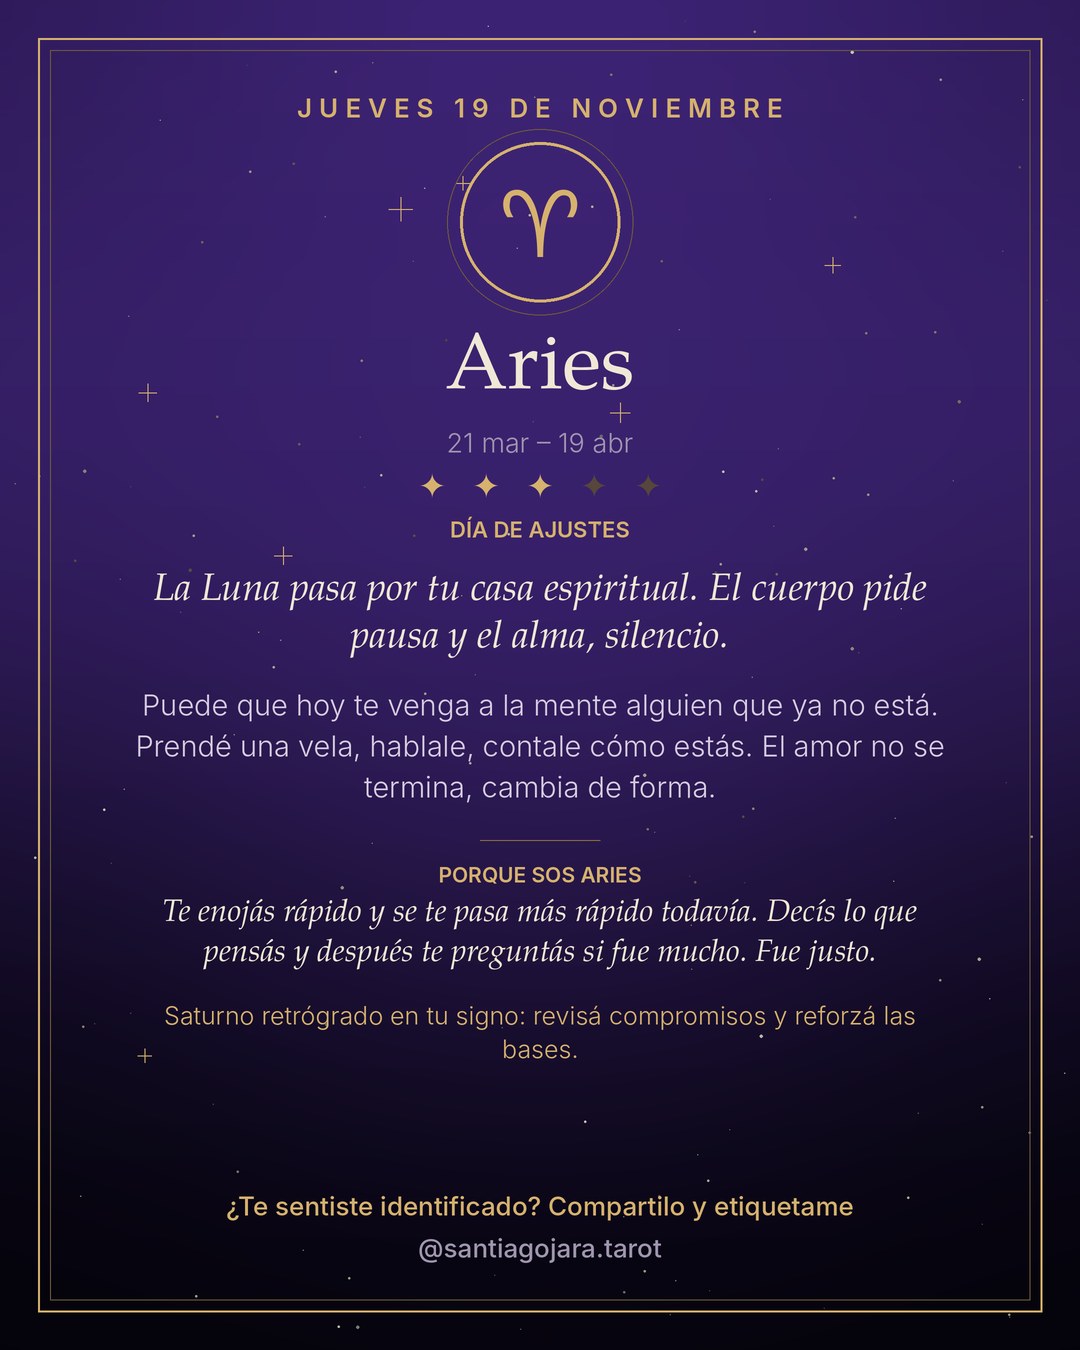 JUEVES 19 DE NOVIEMBRE
♈
Aries
21 mar – 19 abr
DÍA DE AJUSTES
La Luna pasa por tu casa espiritual. El cuerpo pide
pausa y el alma, silencio.
Puede que hoy te venga a la mente alguien que ya no está.
Prendé una vela, hablale, contale cómo estás. El amor no se
termina, cambia de forma.
PORQUE SOS ARIES
Te enojás rápido y se te pasa más rápido todavía. Decís lo que
pensás y después te preguntás si fue mucho. Fue justo.
Saturno retrógrado en tu signo: revisá compromisos y reforzá las
bases.
¿Te sentiste identificado? Compartilo y etiquetame
@santiagojara.tarot